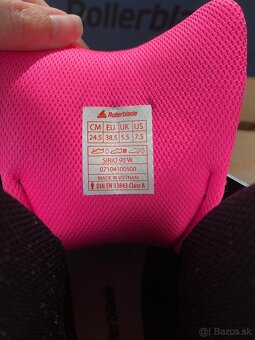 Rollerblade
Rollerblade
CM EU UK US
24.5 38.5 5.5 7.5
SIRIO 90 W
07104100500
MADE IN VIETNAM
DIN EN 13843 Class A
Rollerblade
Bazos.sk